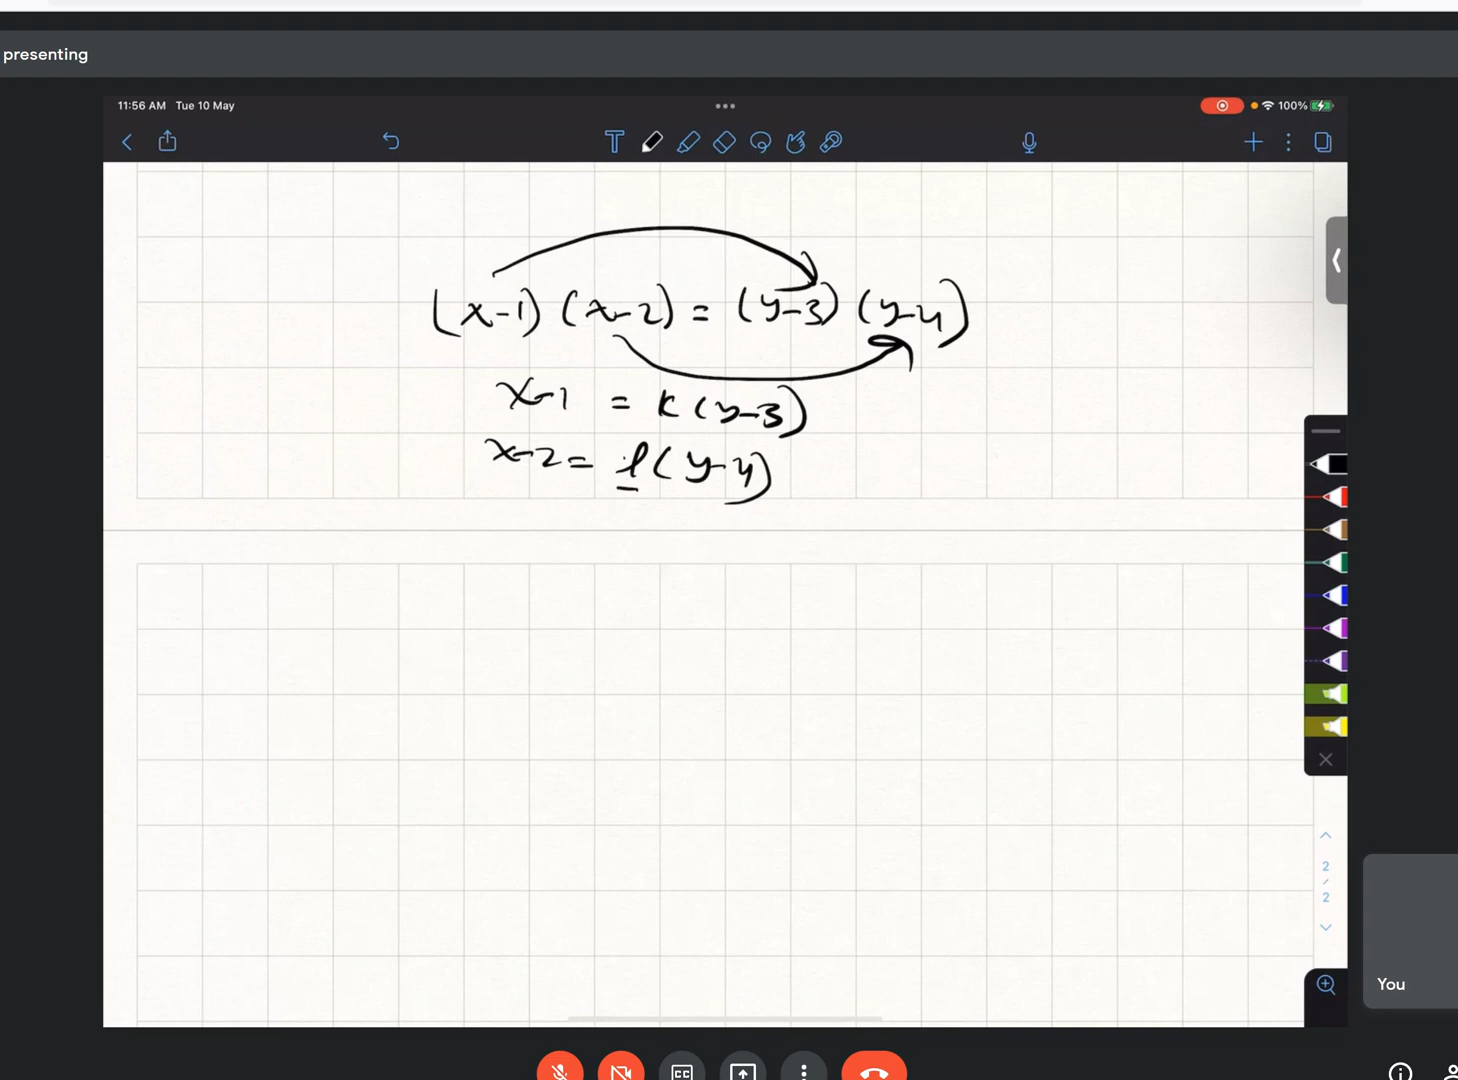 presenting
11:56 AM Tue 10 May
100%
T
(x-1) (x-2) = (y-3) (y-4)
x-1 = k (y-3)
x-2 = l (y-4)
2
2
You
CC